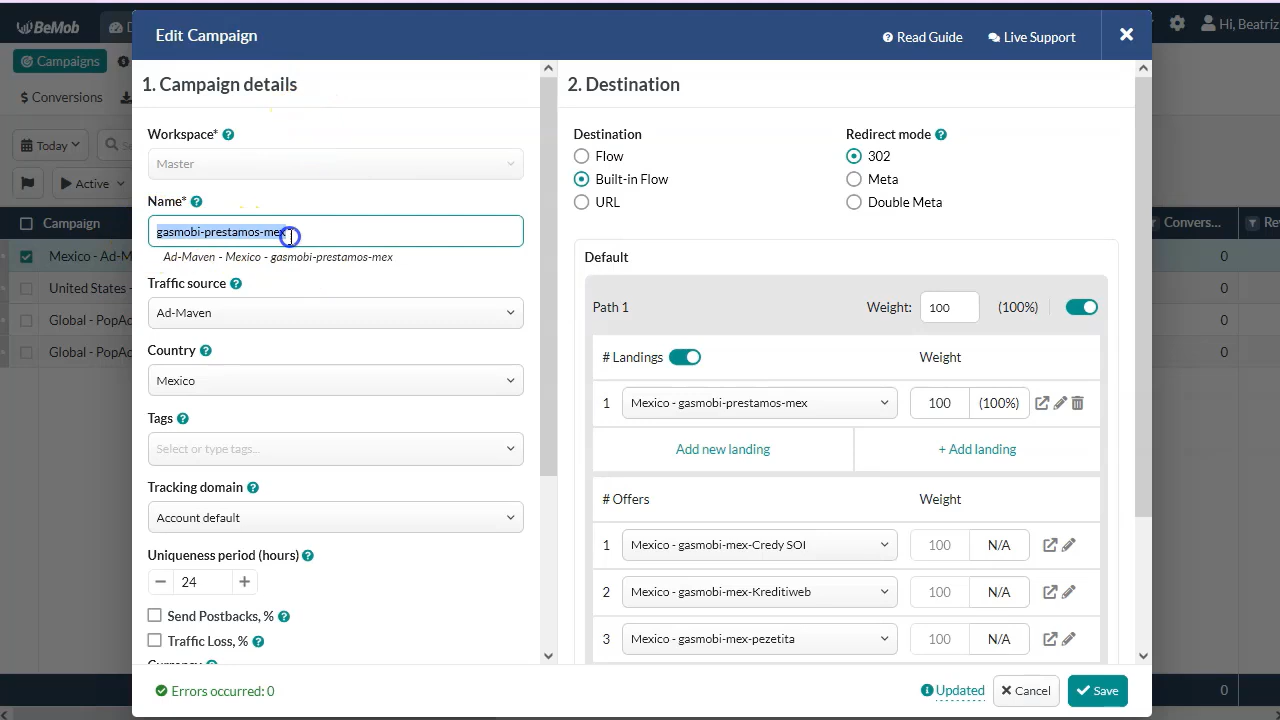 BeMob
D
Hi, Beatriz
Campaigns
Conversions
Today
Se
Active
Campaign
Convers...
Re
Mexico - Ad-M
0
United States -
0
Global - PopAd
0
Global - PopAd
0
0
Edit Campaign
Read Guide
Live Support
1. Campaign details
Workspace*
Master
Name*
gasmobi-prestamos-mex
Ad-Maven - Mexico - gasmobi-prestamos-mex
Traffic source
Ad-Maven
Country
Mexico
Tags
Select or type tags...
Tracking domain
Account default
Uniqueness period (hours)
24
Send Postbacks, %
Traffic Loss, %
Currency
2. Destination
Destination
Flow
Built-in Flow
URL
Redirect mode
302
Meta
Double Meta
Default
Path 1 Weight: 100 (100%)
# Landings Weight
1 Mexico - gasmobi-prestamos-mex 100 (100%)
Add new landing + Add landing
# Offers Weight
1 Mexico - gasmobi-mex-Credy SOI 100 N/A
2 Mexico - gasmobi-mex-Kreditiweb 100 N/A
3 Mexico - gasmobi-mex-pezetita 100 N/A
Errors occurred: 0
Updated
Cancel
Save